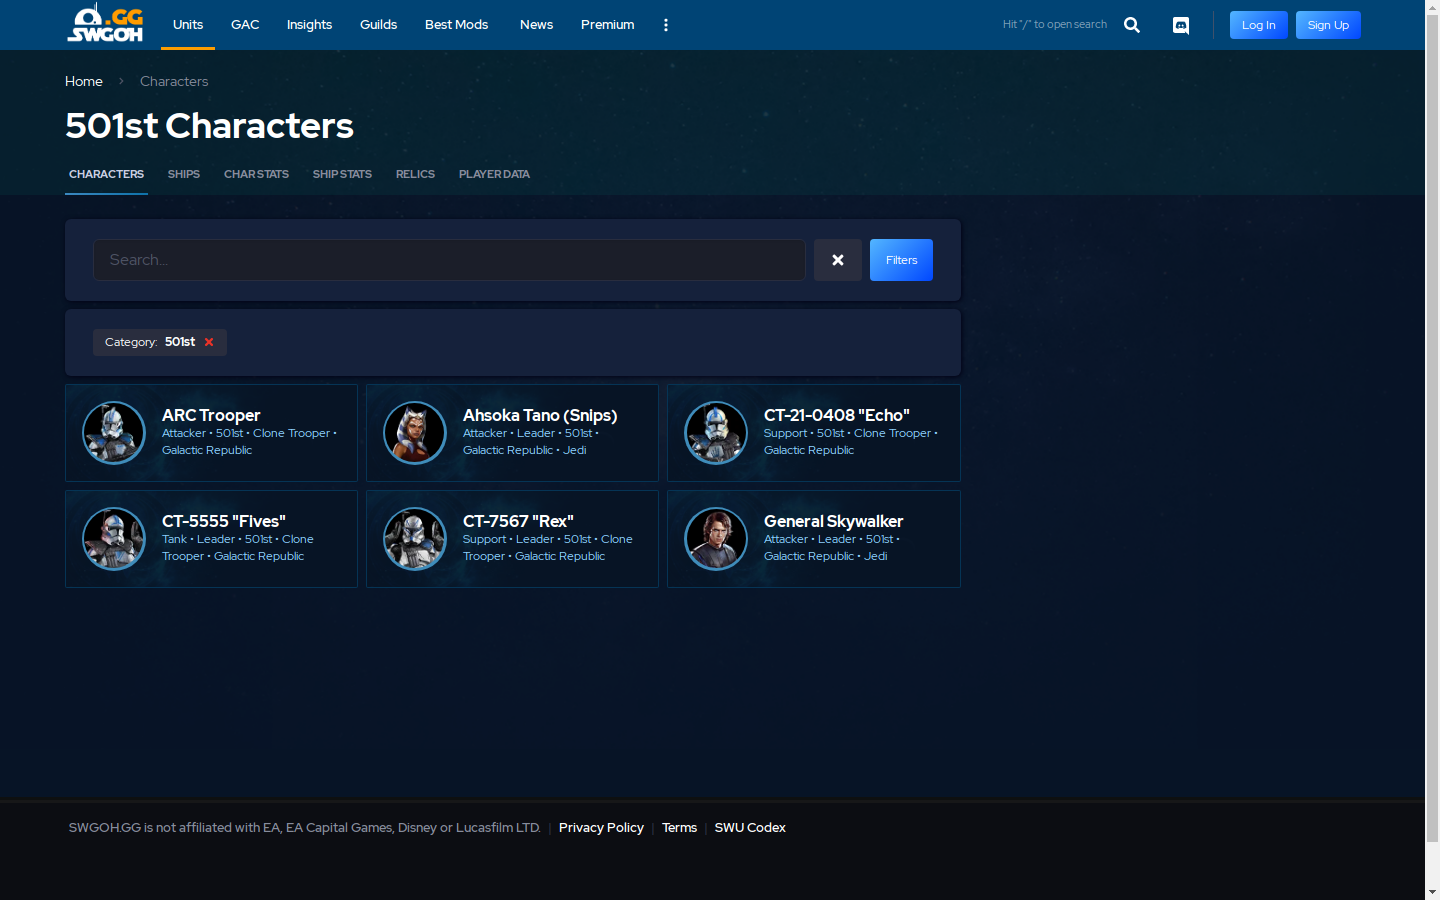 .GG
SWGOH
Units
GAC
Insights
Guilds
Best Mods
News
Premium
Hit "/" to open search
Log In
Sign Up
Home
Characters
501st Characters
CHARACTERS
SHIPS
CHAR STATS
SHIP STATS
RELICS
PLAYER DATA
Search...
Filters
Category: 501st
ARC Trooper
Attacker • 501st • Clone Trooper •
Galactic Republic
Ahsoka Tano (Snips)
Attacker • Leader • 501st •
Galactic Republic • Jedi
CT-21-0408 "Echo"
Support • 501st • Clone Trooper •
Galactic Republic
CT-5555 "Fives"
Tank • Leader • 501st • Clone
Trooper • Galactic Republic
CT-7567 "Rex"
Support • Leader • 501st • Clone
Trooper • Galactic Republic
General Skywalker
Attacker • Leader • 501st •
Galactic Republic • Jedi
SWGOH.GG is not affiliated with EA, EA Capital Games, Disney or Lucasfilm LTD. | Privacy Policy | Terms | SWU Codex